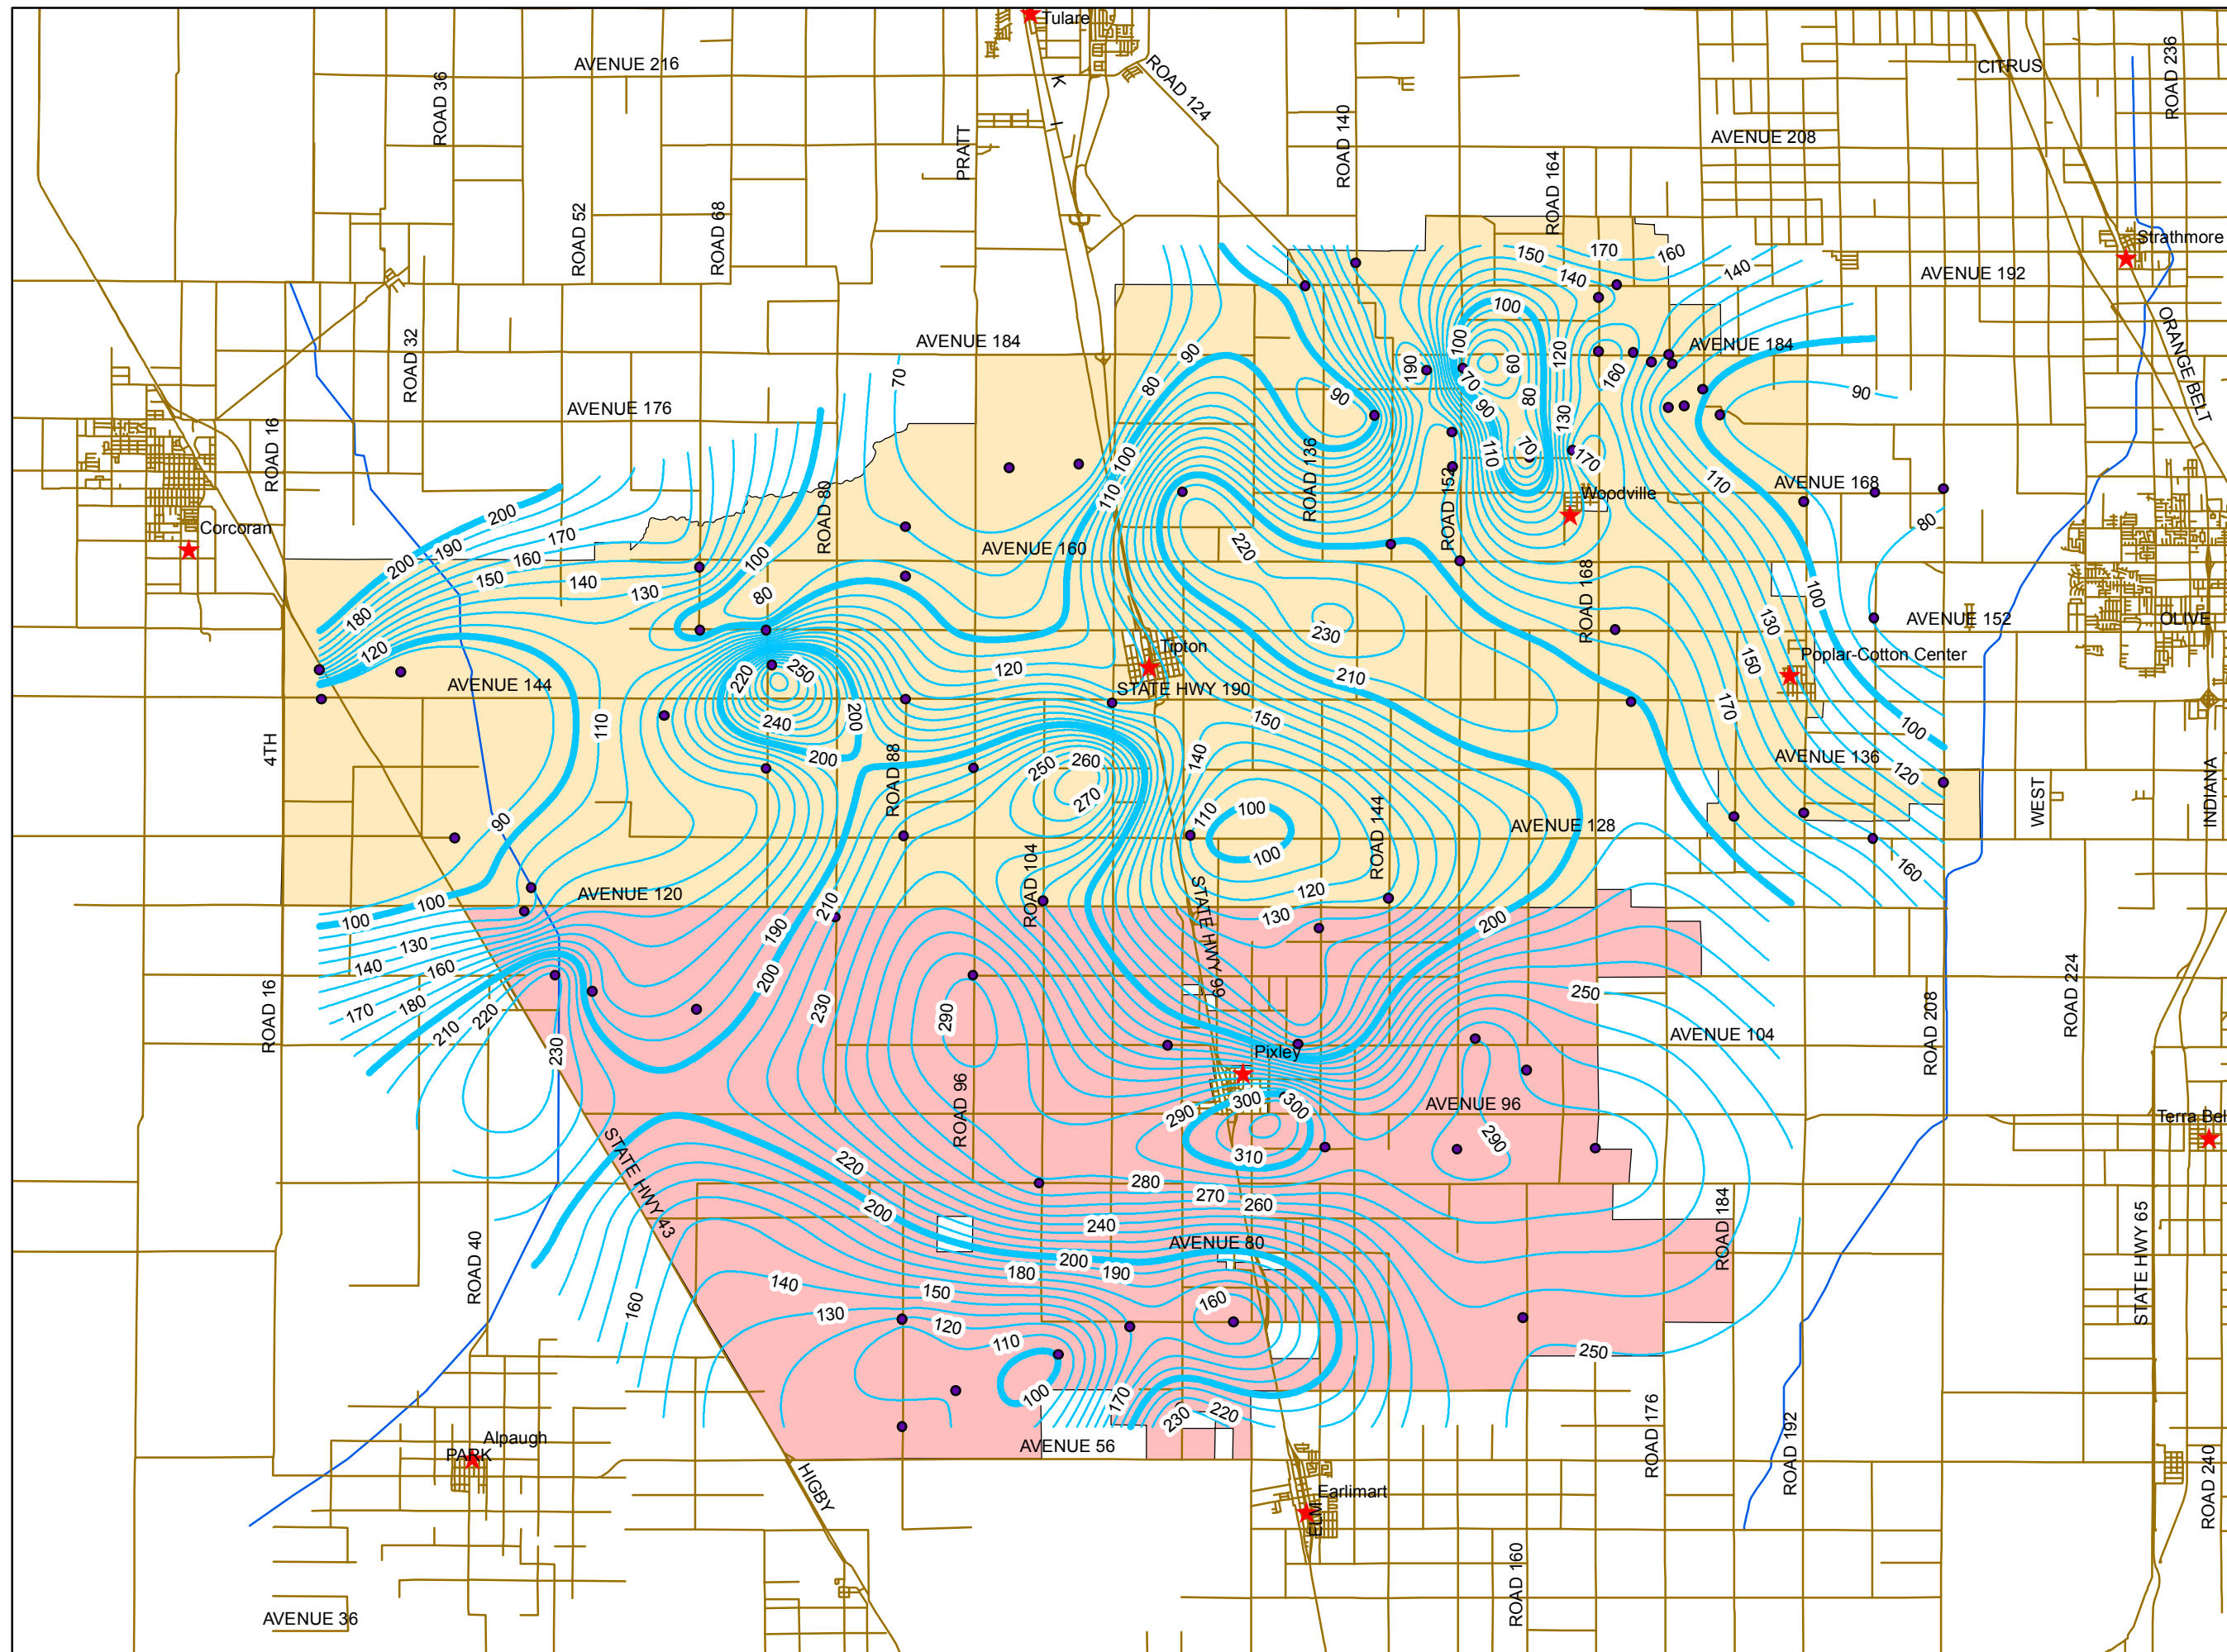 Tulare
AVENUE 216
K
I
ROAD 124
CITRUS
ROAD 236
ROAD 36
PRATT
ROAD 140
AVENUE 208
ROAD 164
ROAD 52
ROAD 68
Strathmore
150
170
160
140
140
AVENUE 192
100
ORANGE BELT
AVENUE 184
90
100
120
AVENUE 184
ROAD 32
70
80
190
60
160
70
90
90
80
90
AVENUE 176
130
ROAD 16
ROAD 136
110
70
170
100
110
ROAD 152
110
AVENUE 168
Woodville
200
ROAD 80
80
Corcoran
190
170
220
200
160
100
AVENUE 160
150
140
130
80
ROAD 168
100
180
130
AVENUE 152
OLIVE
120
230
Tipton
150
Poplar-Cotton Center
220
250
120
210
AVENUE 144
STATE HWY 190
170
110
240
200
150
100
4TH
200
140
250
260
AVENUE 136
120
ROAD 88
270
WEST
INDIANA
90
110
100
ROAD 144
AVENUE 128
100
160
ROAD 104
AVENUE 120
120
100
100
210
130
200
130
190
STATE HWY 99
140
160
200
250
ROAD 224
170
180
230
290
ROAD 16
210
220
AVENUE 104
ROAD 208
230
Pixley
ROAD 96
290
300
300
AVENUE 96
Terra Bel
STATE HWY 43
290
220
310
280
270
200
260
ROAD 184
STATE HWY 65
240
AVENUE 80
ROAD 40
200
180
190
140
150
160
160
130
120
110
250
100
170
230
220
ROAD 176
ROAD 192
ROAD 240
Alpaugh
PARK
AVENUE 56
HIGBY
Earlimart
ELM
ROAD 160
AVENUE 36